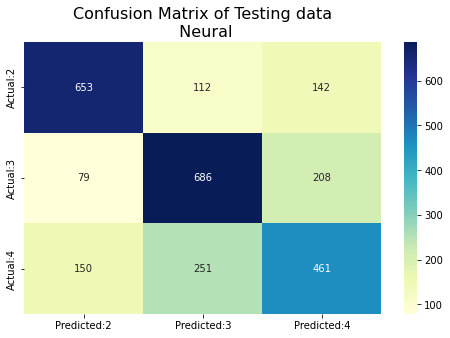 Confusion Matrix of Testing data
Neural
Actual:2
653 112 142
Actual:3
79 686 208
Actual:4
150 251 461
Predicted:2 Predicted:3 Predicted:4
600
500
400
300
200
100